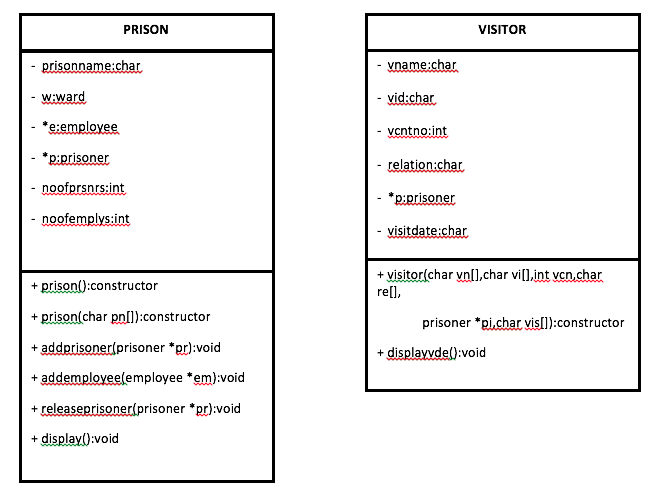 PRISON
- prisonname:char
- w:ward
- *e:employee
- *p:prisoner
- noofprsnrs:int
- noofemplys:int
+ prison():constructor
+ prison(char pn[]):constructor
+ addprisoner(prisoner *pr):void
+ addemployee(employee *em):void
+ releaseprisoner(prisoner *pr):void
+ display():void
VISITOR
- vname:char
- vid:char
- vcntno:int
- relation:char
- *p:prisoner
- visitdate:char
+ visitor(char vn[],char vi[],int vcn,char
re[],
prisoner *pi,char vis[]):constructor
+ displayvde():void